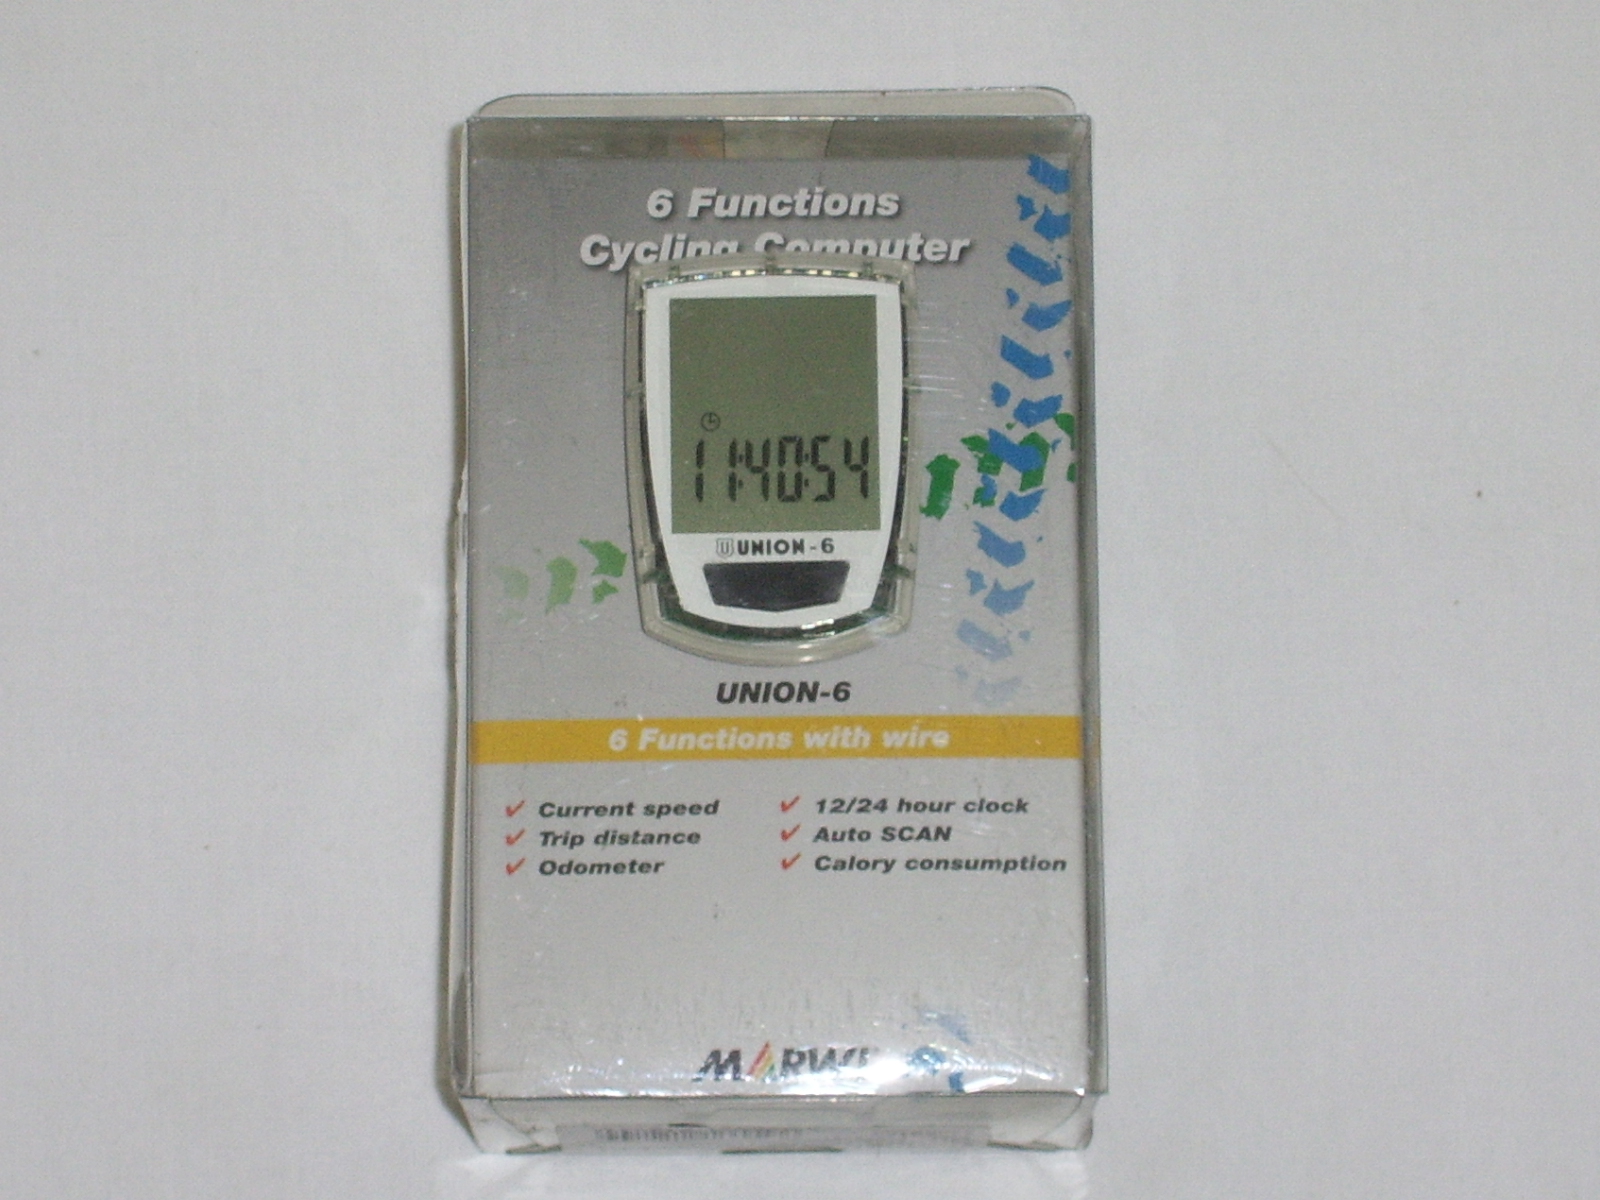 6 Functions
Cycling Computer
11:40:54
UNION-6
UNION-6
6 Functions with wire
✓ Current speed
✓ Trip distance
✓ Odometer
✓ 12/24 hour clock
✓ Auto SCAN
✓ Calory consumption
MARWI